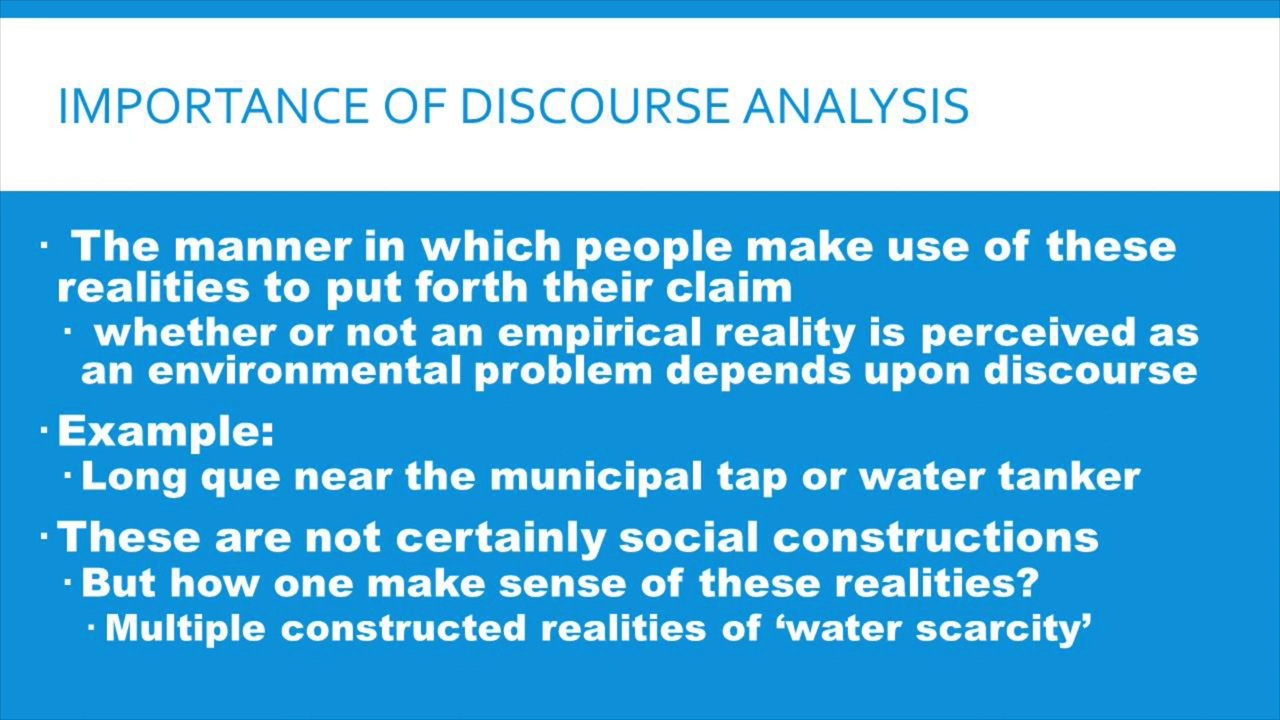 IMPORTANCE OF DISCOURSE ANALYSIS
· The manner in which people make use of these
realities to put forth their claim
· whether or not an empirical reality is perceived as
an environmental problem depends upon discourse
· Example:
· Long que near the municipal tap or water tanker
· These are not certainly social constructions
· But how one make sense of these realities?
· Multiple constructed realities of ‘water scarcity’